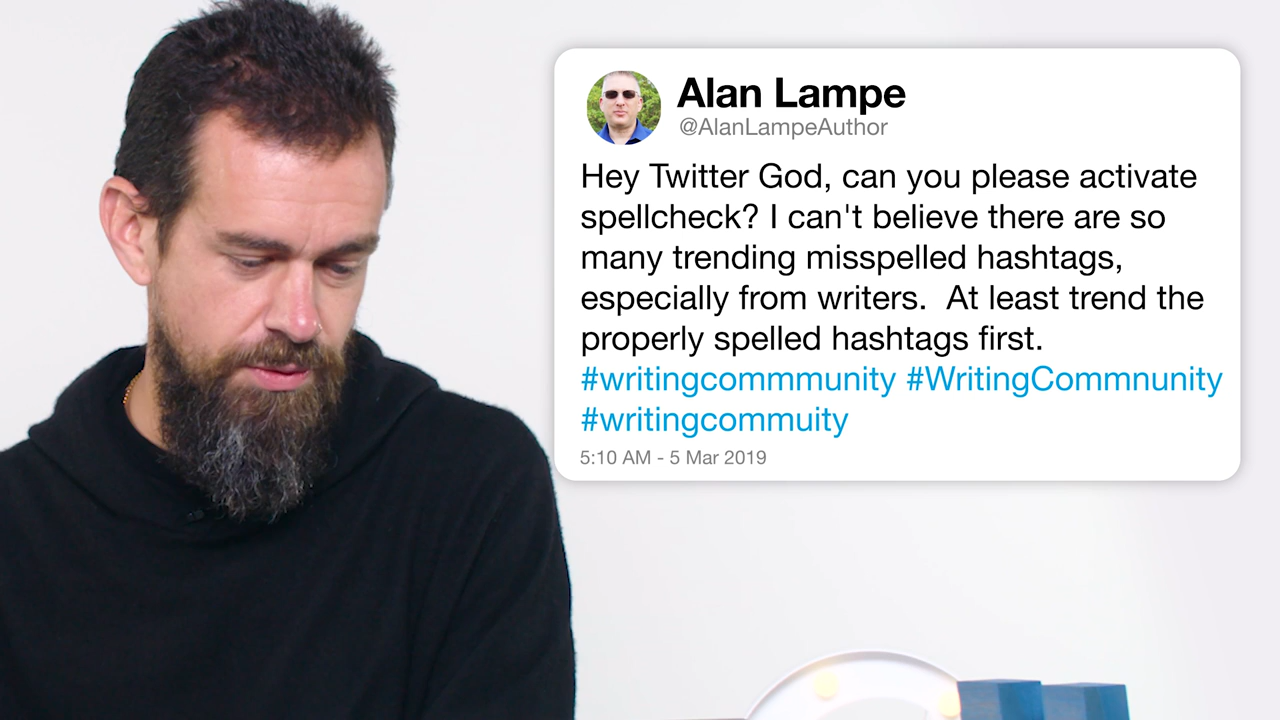 Alan Lampe
@AlanLampeAuthor
Hey Twitter God, can you please activate
spellcheck? I can't believe there are so
many trending misspelled hashtags,
especially from writers.  At least trend the
properly spelled hashtags first.
#writingcommmunity #WritingCommnunity
#writingcommuity
5:10 AM - 5 Mar 2019